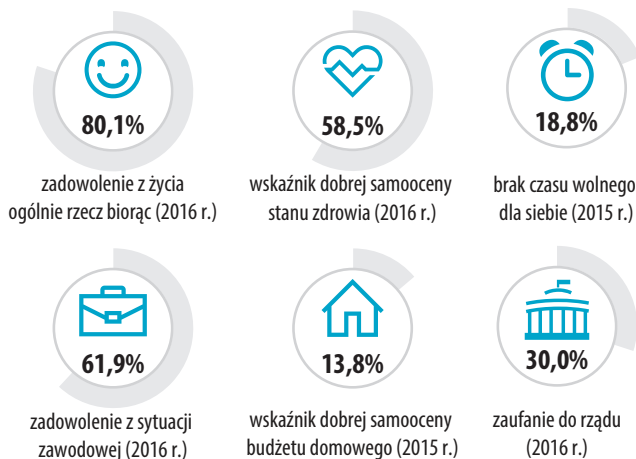 80,1%
zadowolenie z życia
ogólnie rzecz biorąc (2016 r.)
58,5%
wskaźnik dobrej samooceny
stanu zdrowia (2016 r.)
18,8%
brak czasu wolnego
dla siebie (2015 r.)
61,9%
zadowolenie z sytuacji
zawodowej (2016 r.)
13,8%
wskaźnik dobrej samooceny
budżetu domowego (2015 r.)
30,0%
zaufanie do rządu
(2016 r.)